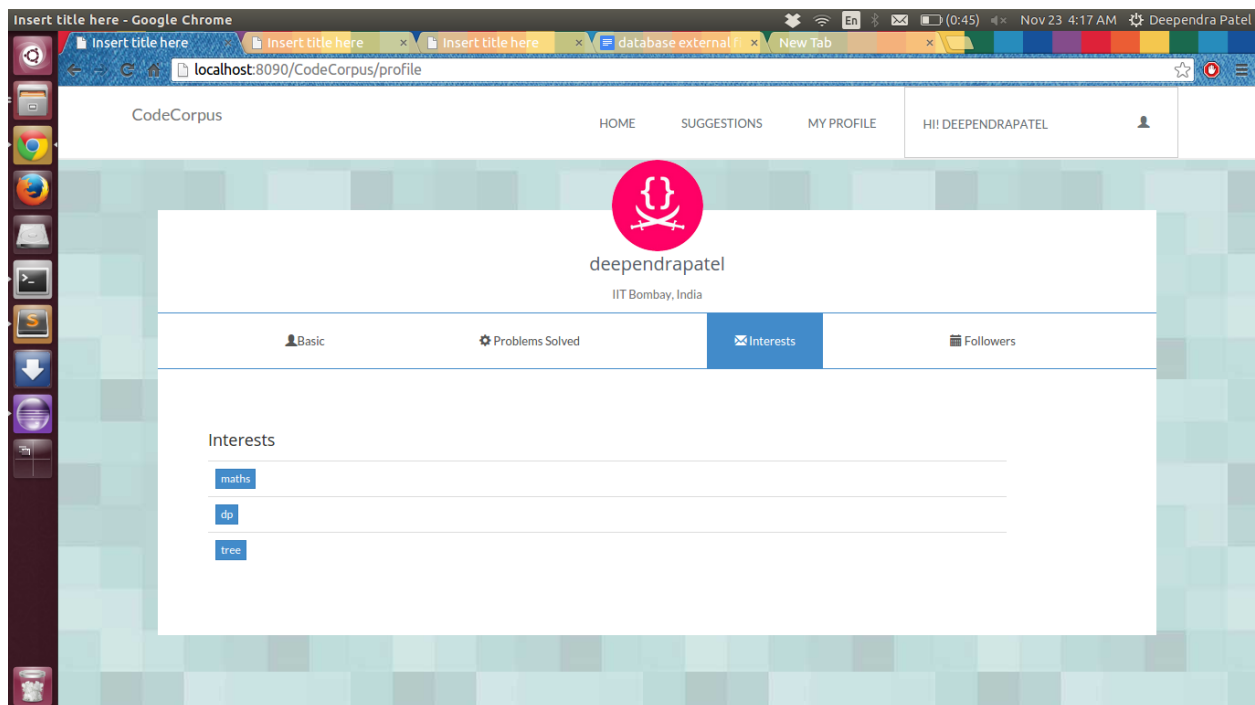 Insert title here - Google Chrome En (0:45) Nov 23 4:17 AM Deependra Patel
Insert title here Insert title here Insert title here database external fi New Tab
localhost:8090/CodeCorpus/profile
CodeCorpus HOME SUGGESTIONS MY PROFILE HI! DEEPENDRAPATEL
{}
deependrapatel
IIT Bombay, India
Basic Problems Solved Interests Followers
Interests
maths
dp
tree